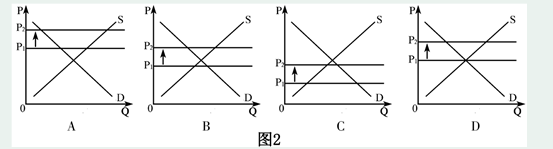 P S P₂ P₁ 0 D Q A
P S P₂ P₁ 0 D Q B
P S P₂ P₁ 0 D Q C
P S P₂ P₁ 0 D Q D
图2